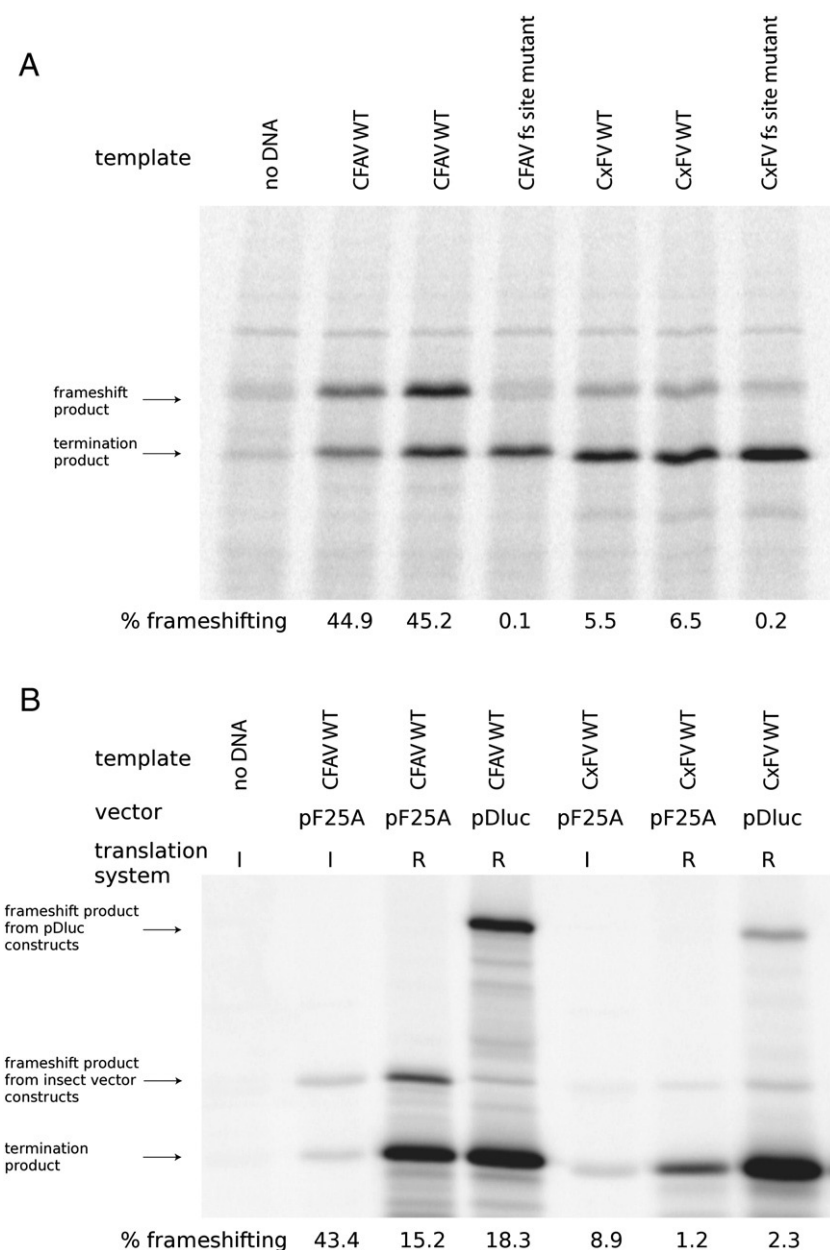 A
template
no DNA
CFAV WT
CFAV WT
CFAV fs site mutant
CxFV WT
CxFV WT
CxFV fs site mutant
frameshift
product
termination
product
% frameshifting 44.9 45.2 0.1 5.5 6.5 0.2
B
template
no DNA
CFAV WT
CFAV WT
CFAV WT
CxFV WT
CxFV WT
CxFV WT
vector pF25A pF25A pDluc pF25A pF25A pDluc
translation
system
I I R R I R R
frameshift product
from pDluc
constructs
frameshift product
from insect vector
constructs
termination
product
% frameshifting 43.4 15.2 18.3 8.9 1.2 2.3